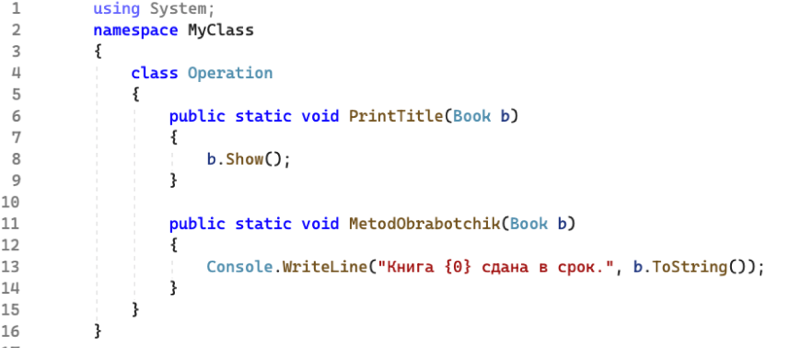 1 using System;
2 namespace MyClass
3 {
4 class Operation
5 {
6 public static void PrintTitle(Book b)
7 {
8 b.Show();
9 }
10
11 public static void MetodObrabotchik(Book b)
12 {
13 Console.WriteLine("Книга {0} сдана в срок.", b.ToString());
14 }
15 }
16 }